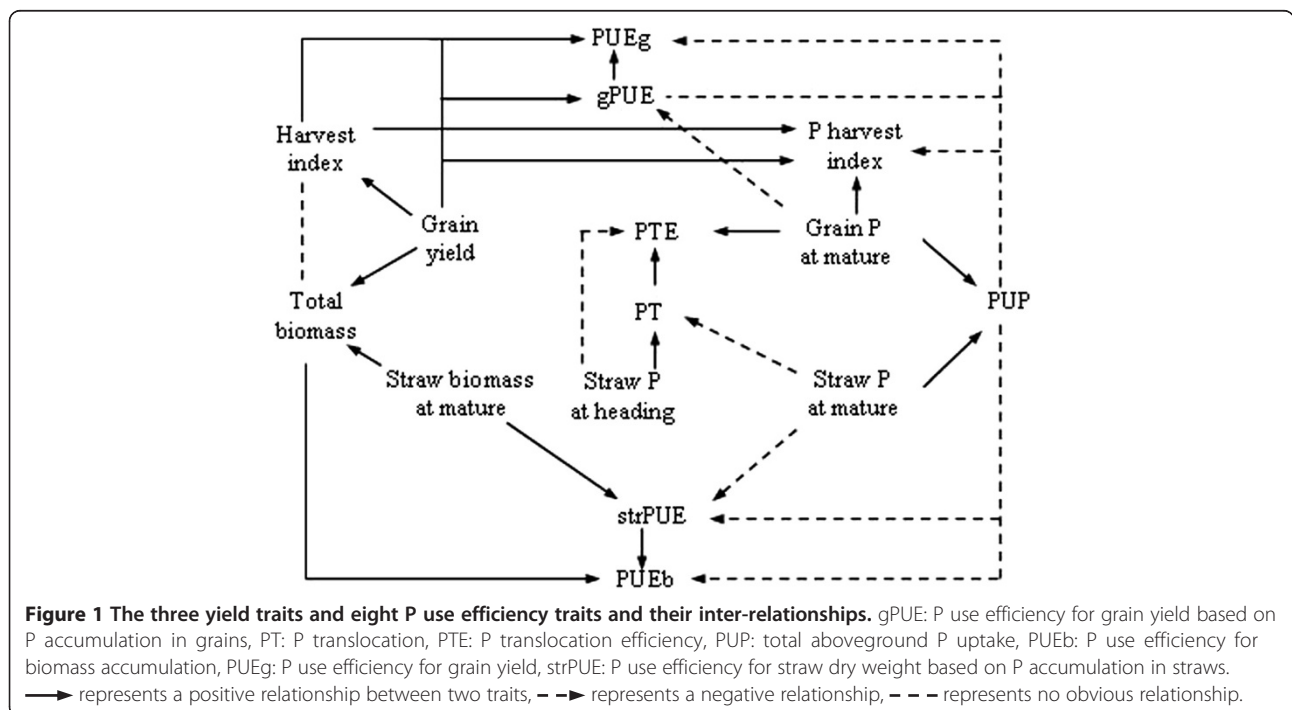 PUEg
gPUE
Harvest
index
P harvest
index
Grain
yield
PTE
Grain P
at mature
Total
biomass
PT
PUP
Straw biomass
at mature
Straw P
at heading
Straw P
at mature
strPUE
PUEb
Figure 1 The three yield traits and eight P use efficiency traits and their inter-relationships. gPUE: P use efficiency for grain yield based on
P accumulation in grains, PT: P translocation, PTE: P translocation efficiency, PUP: total aboveground P uptake, PUEb: P use efficiency for
biomass accumulation, PUEg: P use efficiency for grain yield, strPUE: P use efficiency for straw dry weight based on P accumulation in straws.
represents a positive relationship between two traits, represents a negative relationship, represents no obvious relationship.